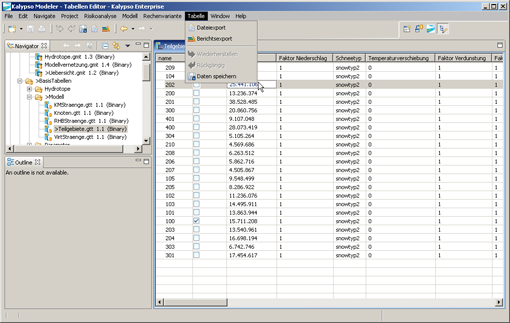 Kalypso Modeler - Tabellen Editor - Kalypso Enterprise
File Edit Navigate Project Risikoanalyse Modell Rechenvariante Tabelle Window Help
Dateiexport
Berichtsexport
Wiederherstellen
Rückgängig
Daten speichern
Navigator
Hydrotope.gmt 1.3 (Binary)
Modellvernetzung.gmt 1.4 (Binary)
>Uebersicht.gmt 1.2 (Binary)
>BasisTabellen
Hydrotope
>Modell
KMStraenge.gtt 1.1 (Binary)
Knoten.gtt 1.1 (Binary)
RHBStraenge.gtt 1.1 (Binary)
>Teilgebiete.gtt 1.1 (Binary)
VirtStraenge.gtt 1.1 (Binary)
Parameter
Outline
An outline is not available.
name Faktor Niederschlag Schneetyp Temperaturverschiebung Faktor Verdunstung
209 1 snowtyp2 0 1 1
104 1 snowtyp2 0 1 1
202 25.441.108 1 snowtyp2 0 1 1
200 13.236.374 1 snowtyp2 0 1 1
201 38.528.485 1 snowtyp2 0 1 1
300 20.860.756 1 snowtyp2 0 1 1
401 9.107.048 1 snowtyp2 0 1 1
400 28.073.419 1 snowtyp2 0 1 1
304 5.105.264 1 snowtyp2 0 1 1
210 4.569.686 1 snowtyp2 0 1 1
208 6.263.512 1 snowtyp2 0 1 1
206 5.862.716 1 snowtyp2 0 1 1
207 4.505.867 1 snowtyp2 0 1 1
105 9.548.499 1 snowtyp2 0 1 1
205 8.286.922 1 snowtyp2 0 1 1
102 11.236.076 1 snowtyp2 0 1 1
103 14.495.911 1 snowtyp2 0 1 1
101 13.863.944 1 snowtyp2 0 1 1
100 15.711.208 1 snowtyp2 0 1 1
203 13.540.961 1 snowtyp2 0 1 1
204 16.698.194 1 snowtyp2 0 1 1
303 6.742.746 1 snowtyp2 0 1 1
301 17.454.617 1 snowtyp2 0 1 1